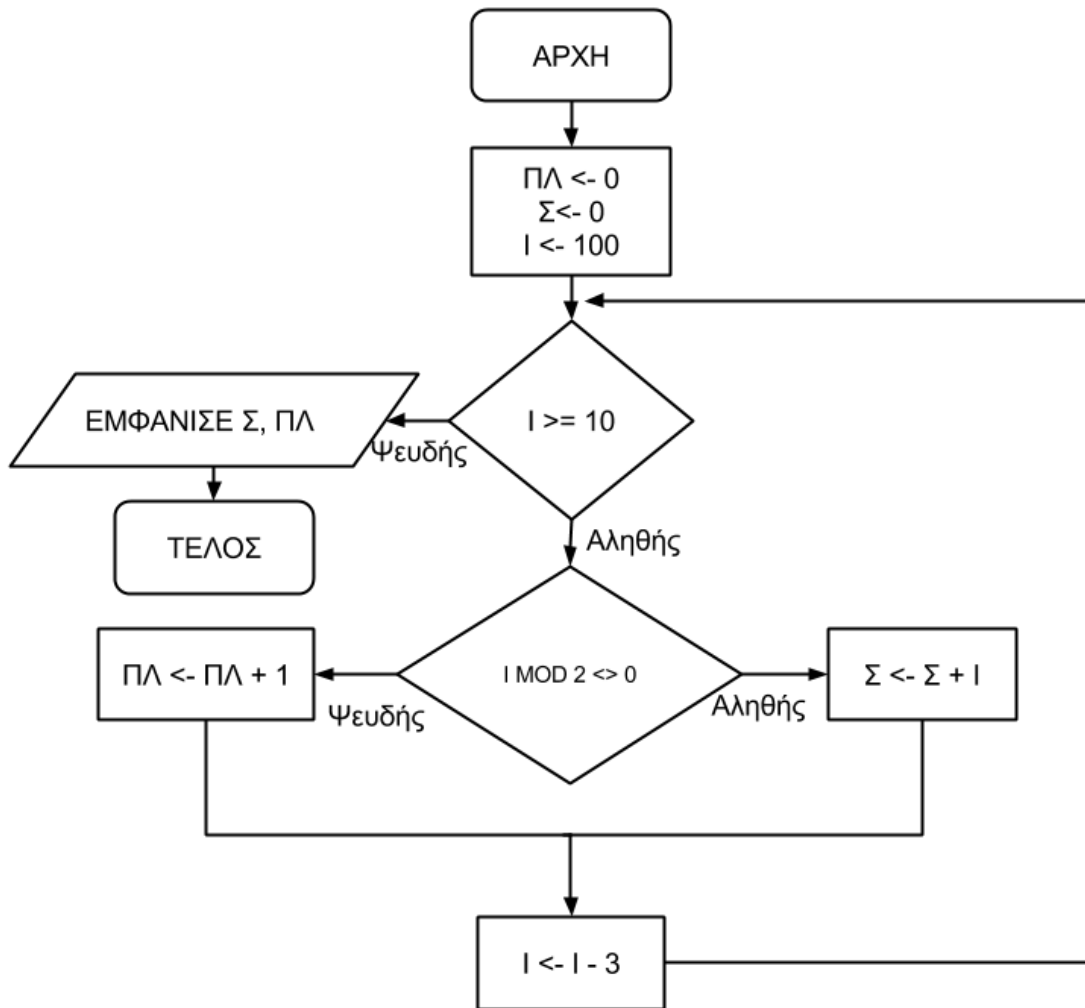 ΑΡΧΗ
ΠΛ <- 0
Σ<- 0
Ι <- 100
Ι >= 10
Ψευδής
ΕΜΦΑΝΙΣΕ Σ, ΠΛ
ΤΕΛΟΣ
Αληθής
Ι MOD 2 <> 0
Ψευδής
ΠΛ <- ΠΛ + 1
Αληθής
Σ <- Σ + Ι
Ι <- Ι - 3